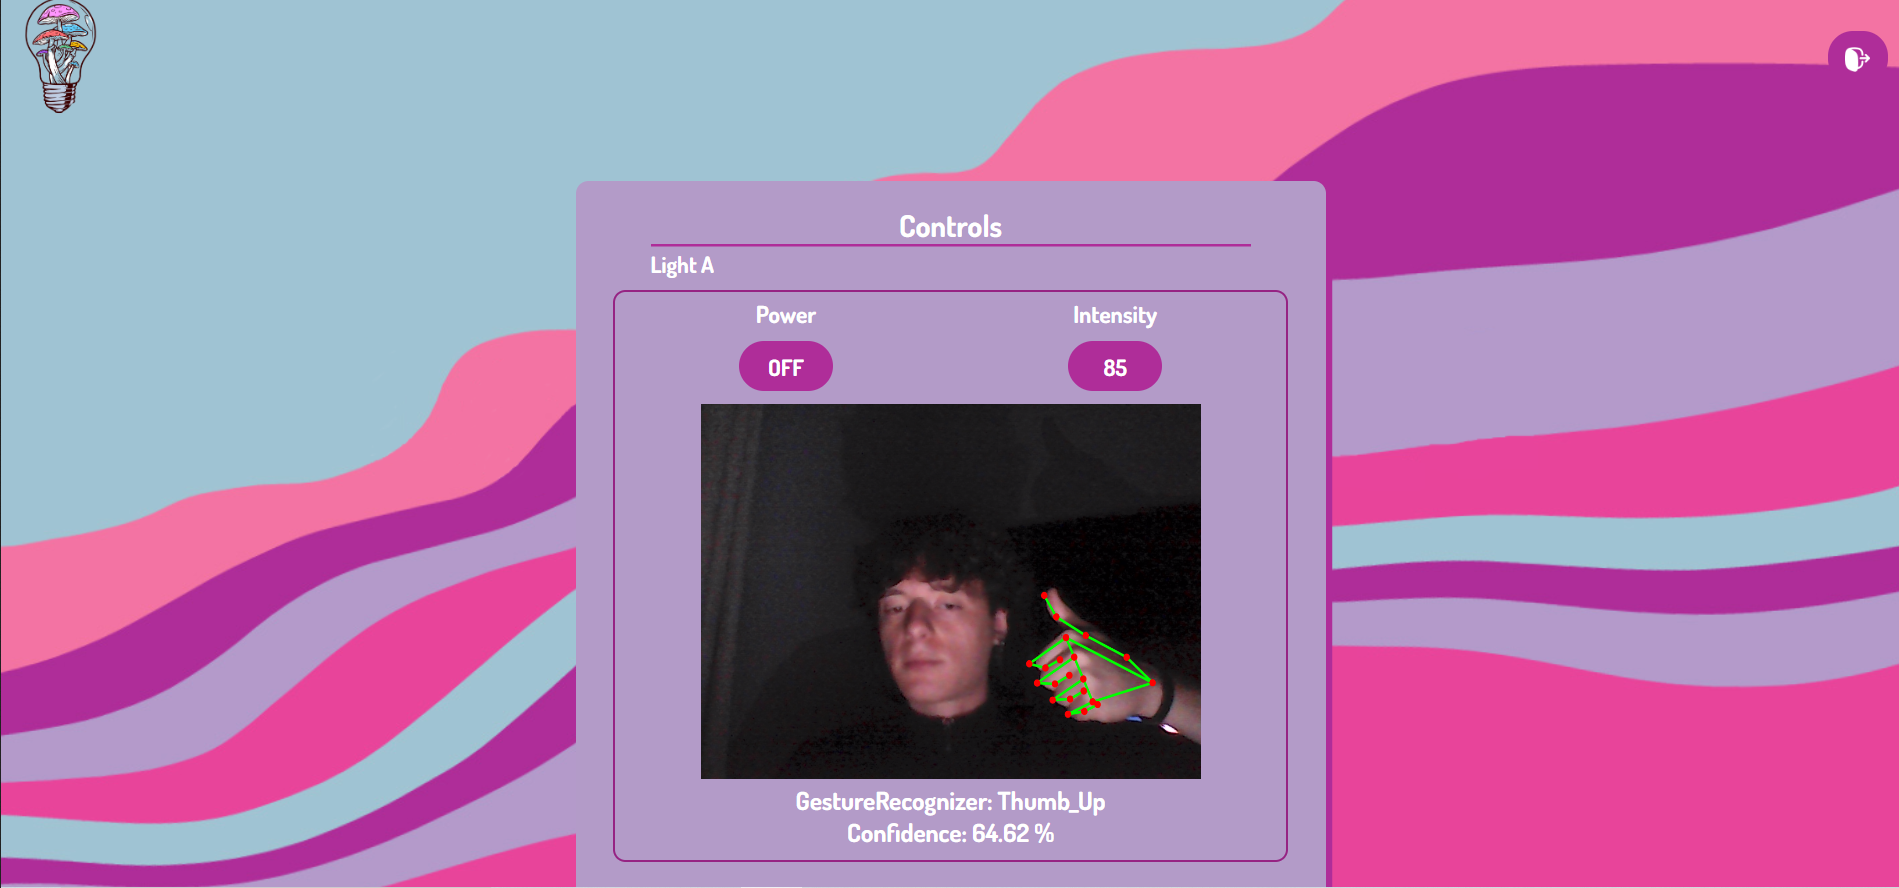 Controls
Light A
Power
Intensity
OFF
85
GestureRecognizer: Thumb_Up
Confidence: 64.62 %